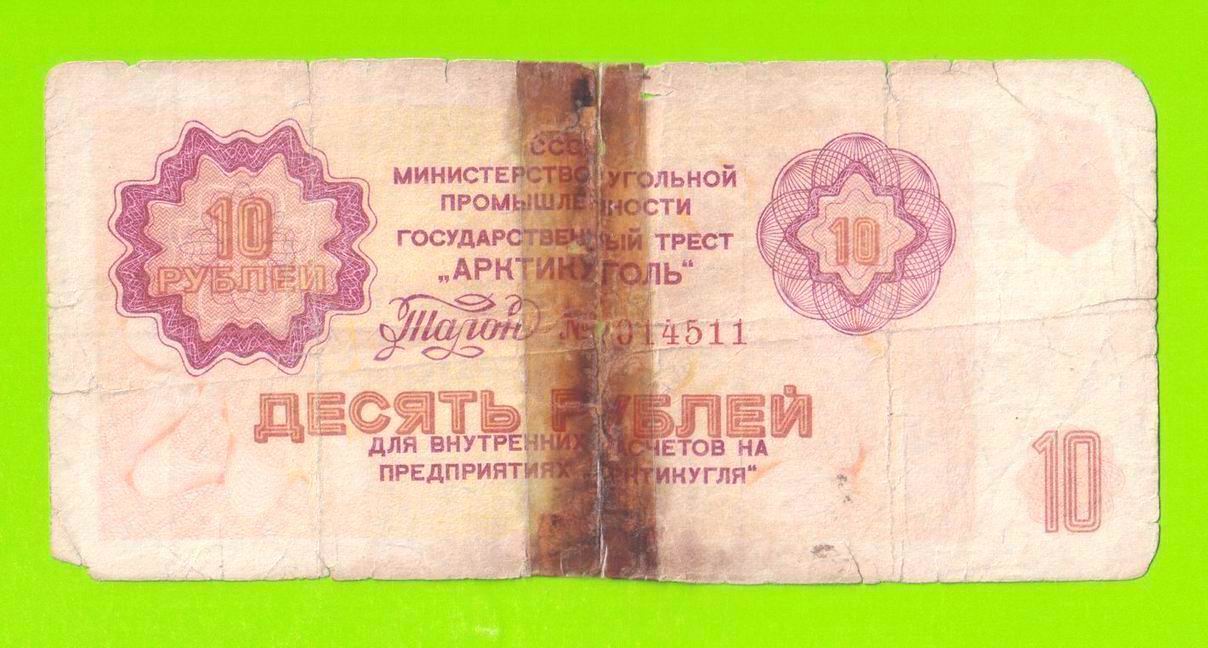 10
РУБЛЕЙ
СССР
МИНИСТЕРСТВО УГОЛЬНОЙ
ПРОМЫШЛЕННОСТИ
ГОСУДАРСТВЕННЫЙ ТРЕСТ
„АРКТИКУГОЛЬ“
Талон № 014511
10
ДЕСЯТЬ РУБЛЕЙ
ДЛЯ ВНУТРЕННИХ РАСЧЕТОВ НА
ПРЕДПРИЯТИЯХ „АРКТИКУГЛЯ“
10